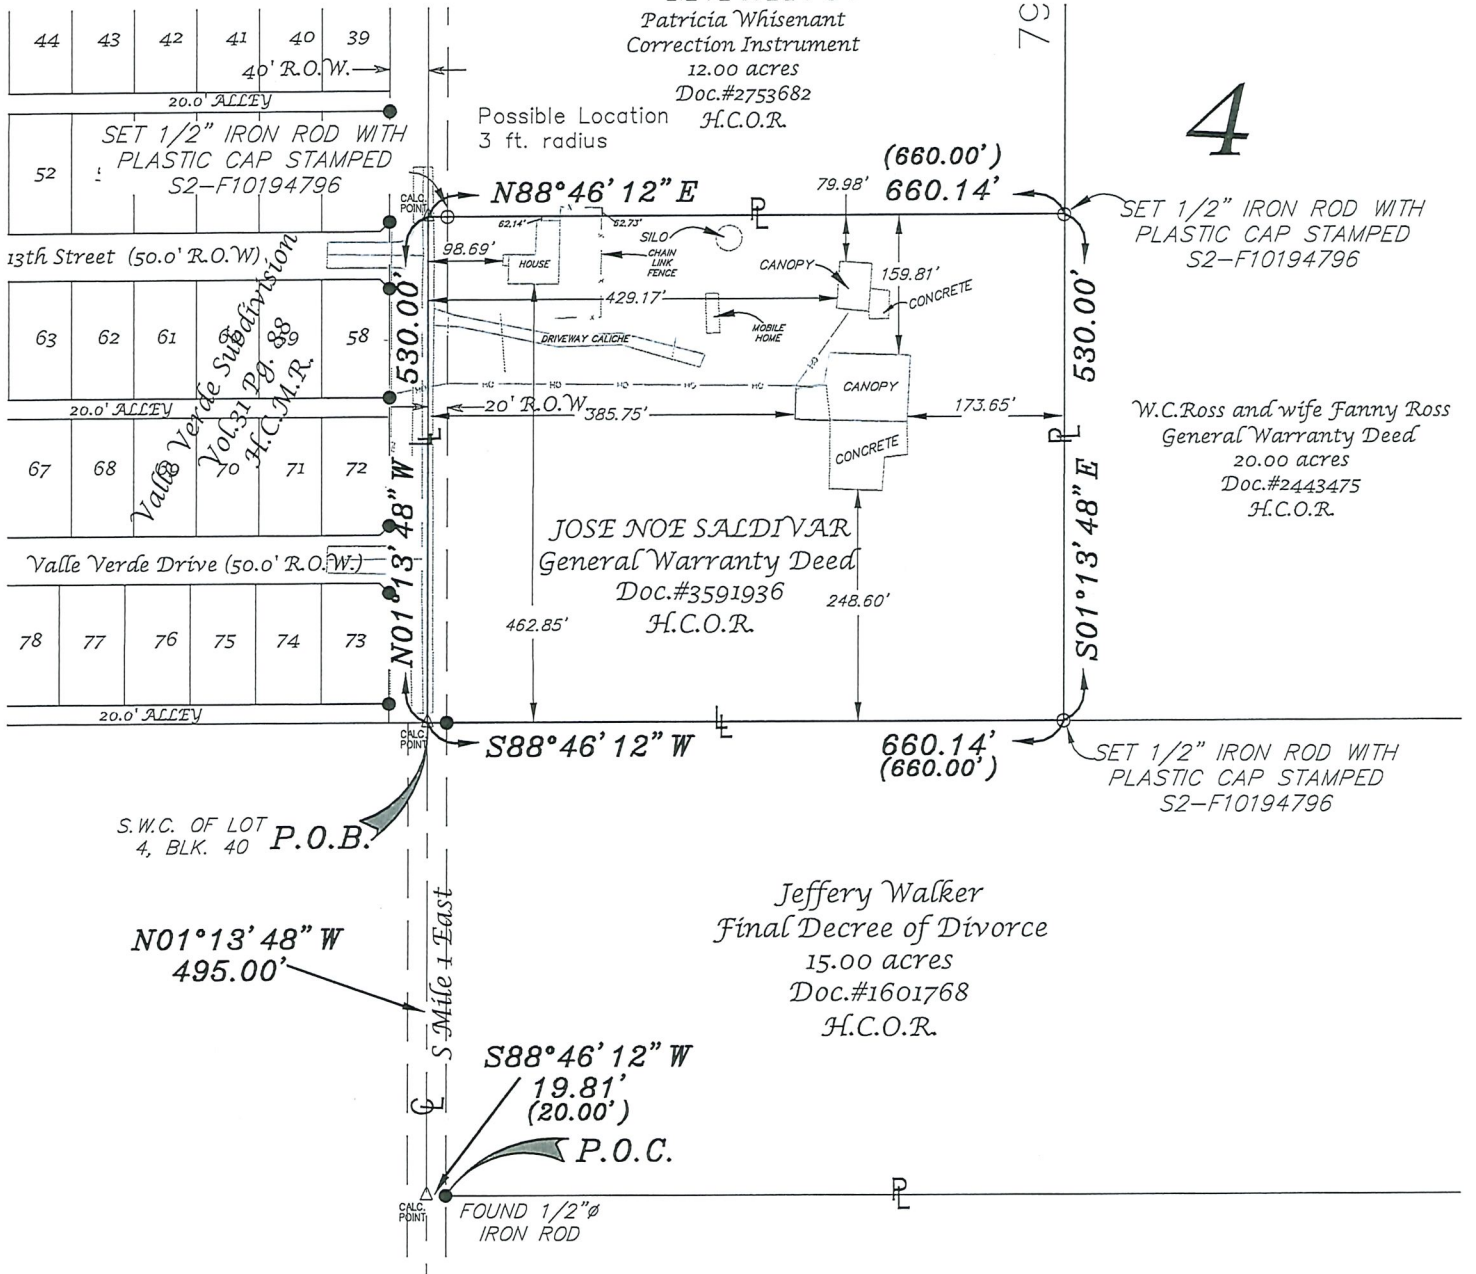 44 43 42 41 40 39
40' R.O.W.
20.0' ALLEY
Patricia Whisenant
Correction Instrument
12.00 acres
Doc.#2753682
H.C.O.R.
79
4
Possible Location
3 ft. radius
SET 1/2" IRON ROD WITH
PLASTIC CAP STAMPED
S2-F10194796
52
CALC.
POINT
N88°46'12"E
(660.00')
660.14'
79.98'
SET 1/2" IRON ROD WITH
PLASTIC CAP STAMPED
S2-F10194796
13th Street (50.0' R.O.W)
98.69'
62.14'
62.73'
HOUSE
SILO
CHAIN
LINK
FENCE
CANOPY
159.81'
CONCRETE
429.17'
MOBILE
HOME
DRIVEWAY CALICHE
530.00'
530.00'
63 62 61 59 58
Valle Verde Subdivision
Vol.31 Pg. 88
H.C.M.R.
20.0' ALLEY
20' R.O.W.
385.75'
CANOPY
173.65'
CONCRETE
W.C.Ross and wife Fanny Ross
General Warranty Deed
20.00 acres
Doc.#2443475
H.C.O.R.
67 68 69 70 71 72
N01°13'48"W
S01°13'48"E
JOSE NOE SALDIVAR
General Warranty Deed
Doc.#3591936
H.C.O.R.
Valle Verde Drive (50.0' R.O.W.)
462.85'
248.60'
78 77 76 75 74 73
20.0' ALLEY
CALC.
POINT
S88°46'12"W
660.14'
(660.00')
SET 1/2" IRON ROD WITH
PLASTIC CAP STAMPED
S2-F10194796
S.W.C. OF LOT
4, BLK. 40
P.O.B.
N01°13'48"W
495.00'
S Mile 1 East
Jeffery Walker
Final Decree of Divorce
15.00 acres
Doc.#1601768
H.C.O.R.
S88°46'12"W
19.81'
(20.00')
P.O.C.
CALC.
POINT
FOUND 1/2"ø
IRON ROD